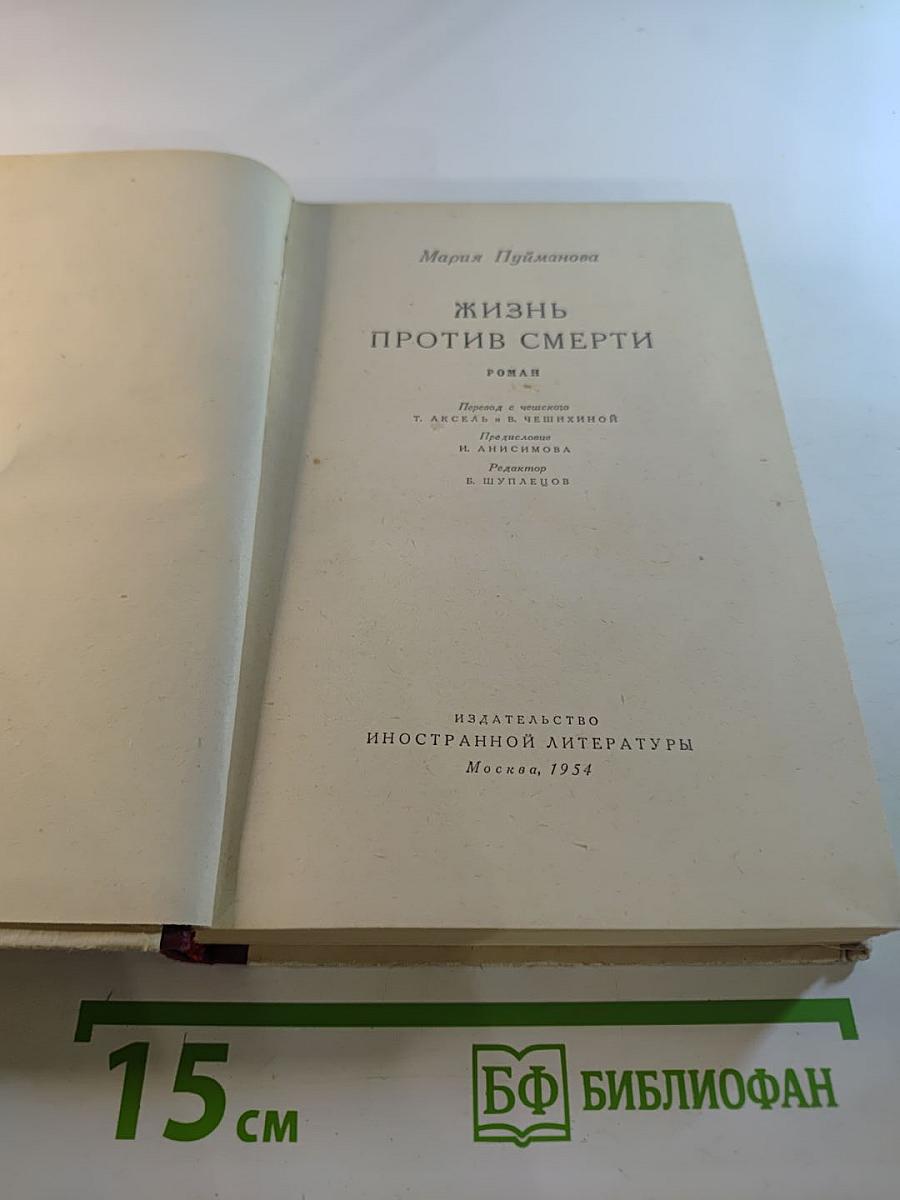 Мария Пуйманова
ЖИЗНЬ
ПРОТИВ СМЕРТИ
РОМАН
Перевод с чешского
Т. АКСЕЛЬ и В. ЧЕШИХИНОЙ
Предисловие
И. АНИСИМОВА
Редактор
Б. ШУПЛЕЦОВ
ИЗДАТЕЛЬСТВО
ИНОСТРАННОЙ ЛИТЕРАТУРЫ
Москва, 1954
15 см
БФ БИБЛИОФАН